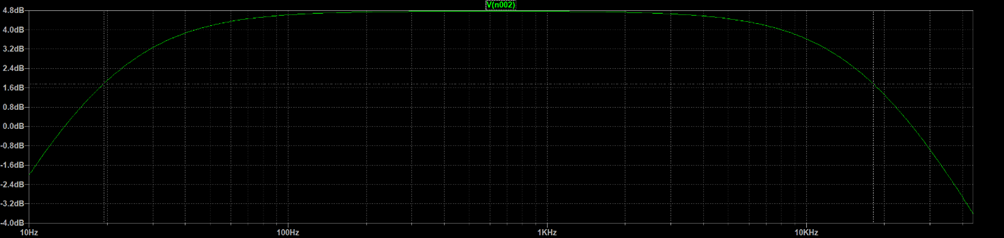 V(n002)
4.8dB
4.0dB
3.2dB
2.4dB
1.6dB
0.8dB
0.0dB
-0.8dB
-1.6dB
-2.4dB
-3.2dB
-4.0dB
10Hz 100Hz 1KHz 10KHz